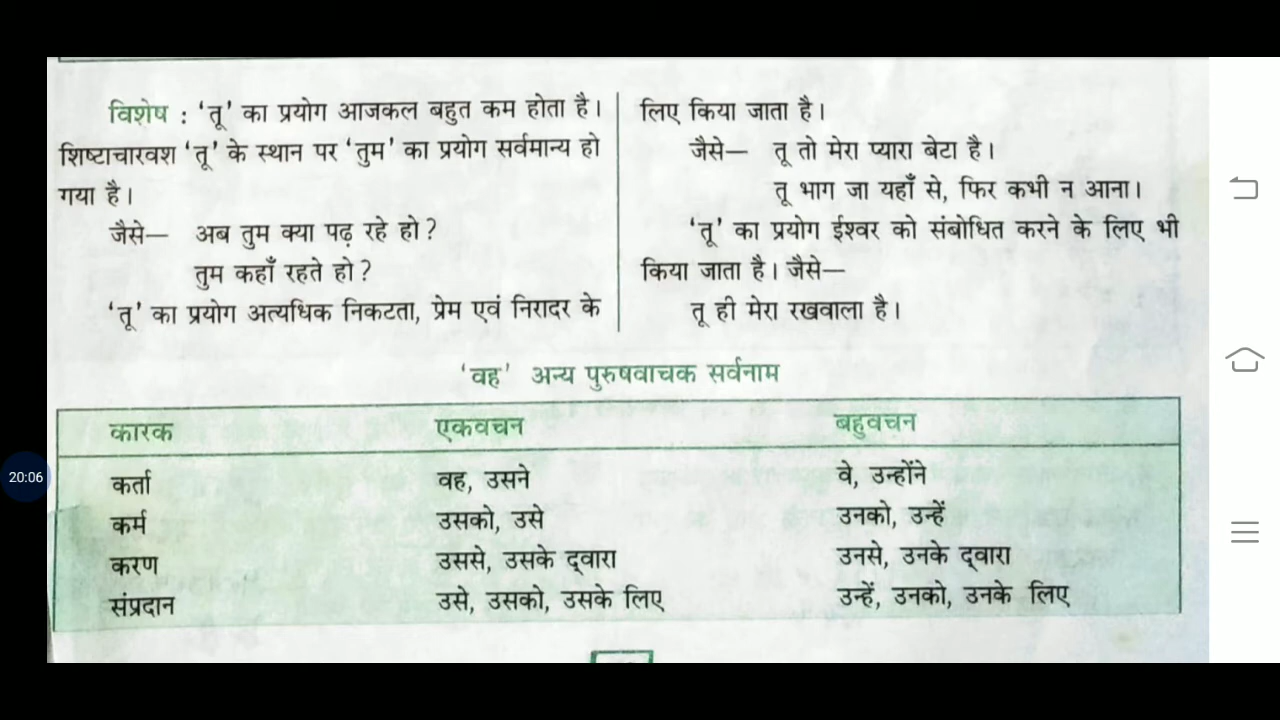 विशेष : 'तू' का प्रयोग आजकल बहुत कम होता है।
शिष्टाचारवश 'तू' के स्थान पर 'तुम' का प्रयोग सर्वमान्य हो
गया है।
जैसे— अब तुम क्या पढ़ रहे हो?
तुम कहाँ रहते हो?
'तू' का प्रयोग अत्यधिक निकटता, प्रेम एवं निरादर के
लिए किया जाता है।
जैसे— तू तो मेरा प्यारा बेटा है।
तू भाग जा यहाँ से, फिर कभी न आना।
'तू' का प्रयोग ईश्वर को संबोधित करने के लिए भी
किया जाता है। जैसे—
तू ही मेरा रखवाला है।
'वह' अन्य पुरुषवाचक सर्वनाम
कारक एकवचन बहुवचन
कर्ता वह, उसने वे, उन्होंने
कर्म उसको, उसे उनको, उन्हें
करण उससे, उसके द्‌वारा उनसे, उनके द्‌वारा
संप्रदान उसे, उसको, उसके लिए उन्हें, उनको, उनके लिए
20:06